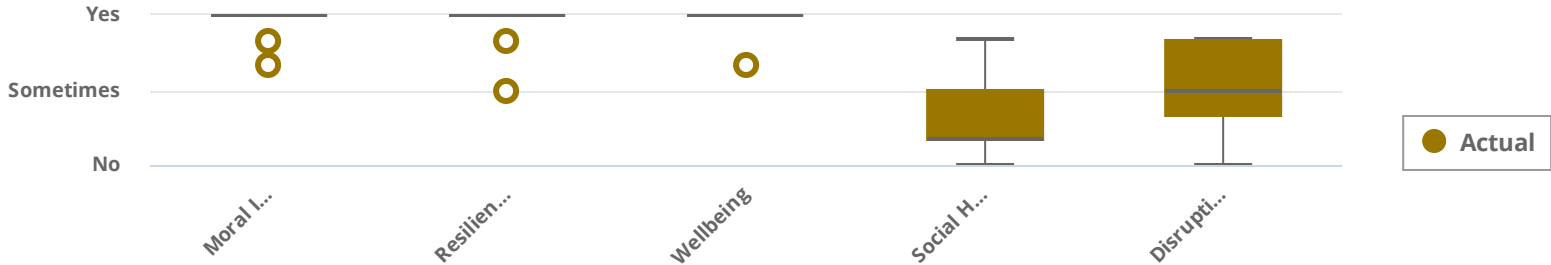 Yes
Sometimes
No
Moral I...
Resilien...
Wellbeing
Social H...
Disrupti...
Actual